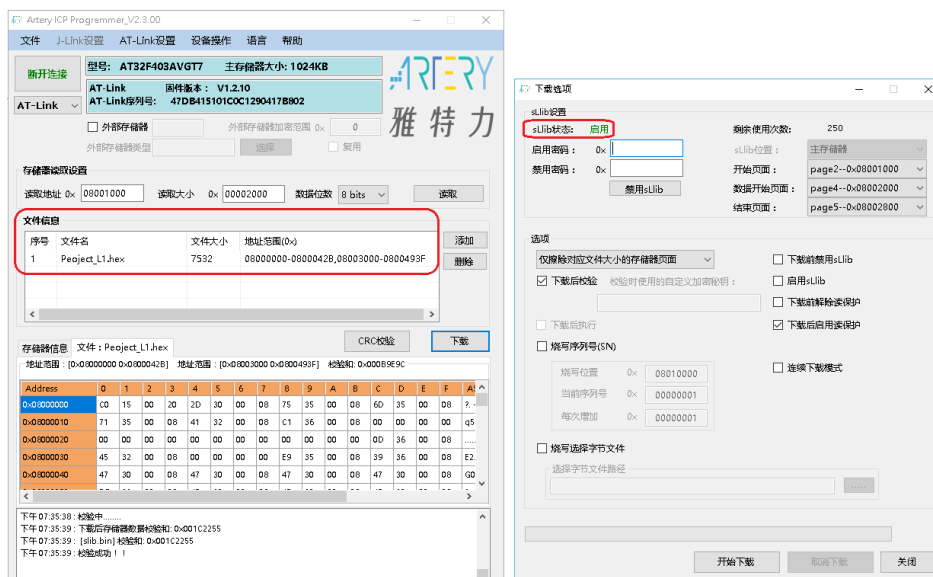 Artery ICP Programmer_V2.3.00
文件 J-Link设置 AT-Link设置 设备操作 语言 帮助
断开连接
型号: AT32F403AVGT7 主存储器大小: 1024KB
AT-Link 固件版本: V1.2.10
AT-Link序列号: 47DB415101C0C1290417B802
AT-Link
ARTERY
雅特力
外部存储器 外部存储器加密范围 0x 0
外部存储器类型 选择 复用
存储器读取设置
读取地址 0x 08001000 读取大小 0x 00002000 数据位数 8 bits 读取
文件信息
序号 文件名 文件大小 地址范围(0x)
1 Peoject_L1.hex 7532 08000000-0800042B,08003000-0800493F
添加
删除
CRC校验 下载
存储器信息 文件: Peoject_L1.hex
地址范围: [0x08000000 0x0800042B] 地址范围: [0x08003000 0x0800493F] 校验和: 0x000B9E9C
Address 0 1 2 3 4 5 6 7 8 9 A B C D E F AS
0x08000000 C0 15 00 20 2D 30 00 08 75 35 00 08 6D 35 00 08 ?. -
0x08000010 71 35 00 08 41 32 00 08 C1 36 00 08 00 00 00 00 q5
0x08000020 00 00 00 00 00 00 00 00 00 00 00 00 0D 36 00 08 .....
0x08000030 45 32 00 08 00 00 00 00 E9 35 00 08 39 36 00 08 E2.
0x08000040 47 30 00 08 47 30 00 08 47 30 00 08 47 30 00 08 G0
下午 07:35:38 : 校验中........
下午 07:35:39 : 下载后存储器数据校验和: 0x001C2255
下午 07:35:39 : [slib.bin] 校验和: 0x001C2255
下午 07:35:39 : 校验成功!!
下载选项
sLlib设置
sLlib状态: 启用 剩余使用次数: 250
启用密码: 0x sLlib位置: 主存储器
禁用密码: 0x 开始页面: page2--0x08001000
禁用sLlib 数据开始页面: page4--0x08002000
结束页面: page5--0x08002800
选项
仅擦除对应文件大小的存储器页面 下载前禁用sLlib
下载后校验 校验时使用的自定义加密秘钥: 启用sLlib
下载前解除读保护
下载后执行 下载后启用读保护
烧写序列号(SN)
烧写位置 0x 08010000 连续下载模式
当前序列号 0x 00000001
每次增加 0x 00000001
烧写选择字节文件
选择字节文件路径
.....
开始下载 取消下载 关闭